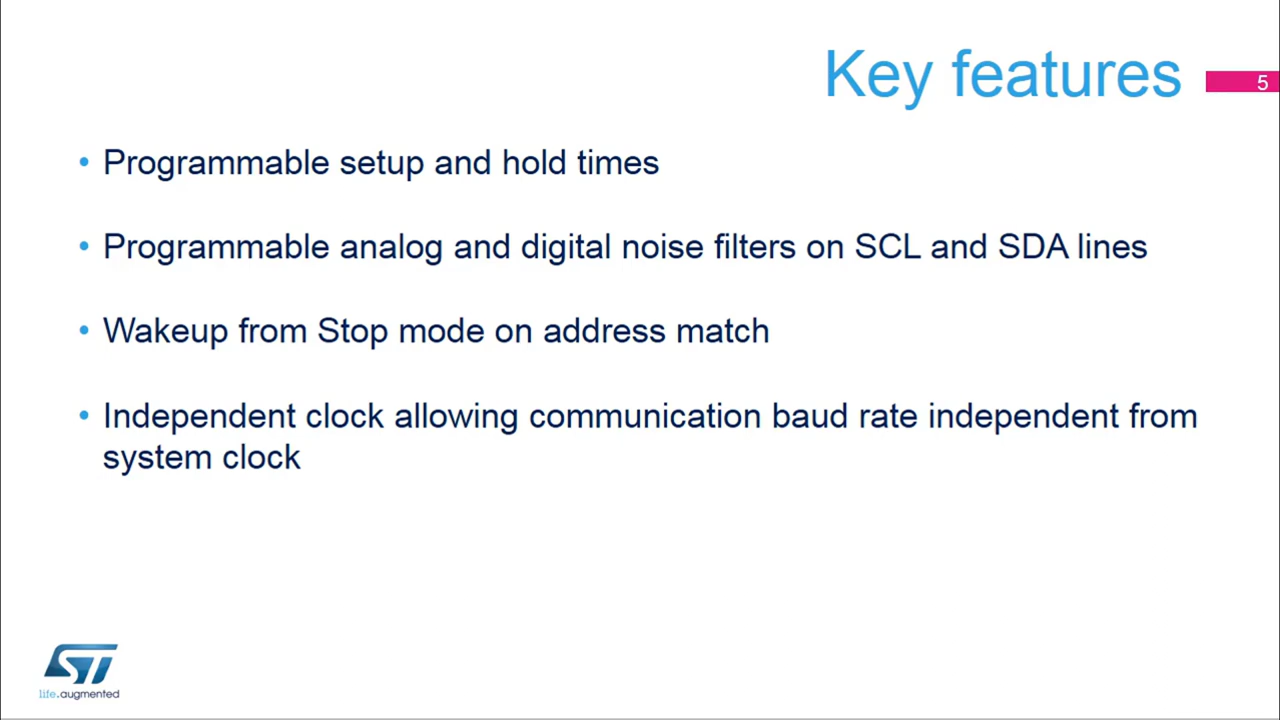 Key features
5
• Programmable setup and hold times
• Programmable analog and digital noise filters on SCL and SDA lines
• Wakeup from Stop mode on address match
• Independent clock allowing communication baud rate independent from
system clock
ST
life.augmented